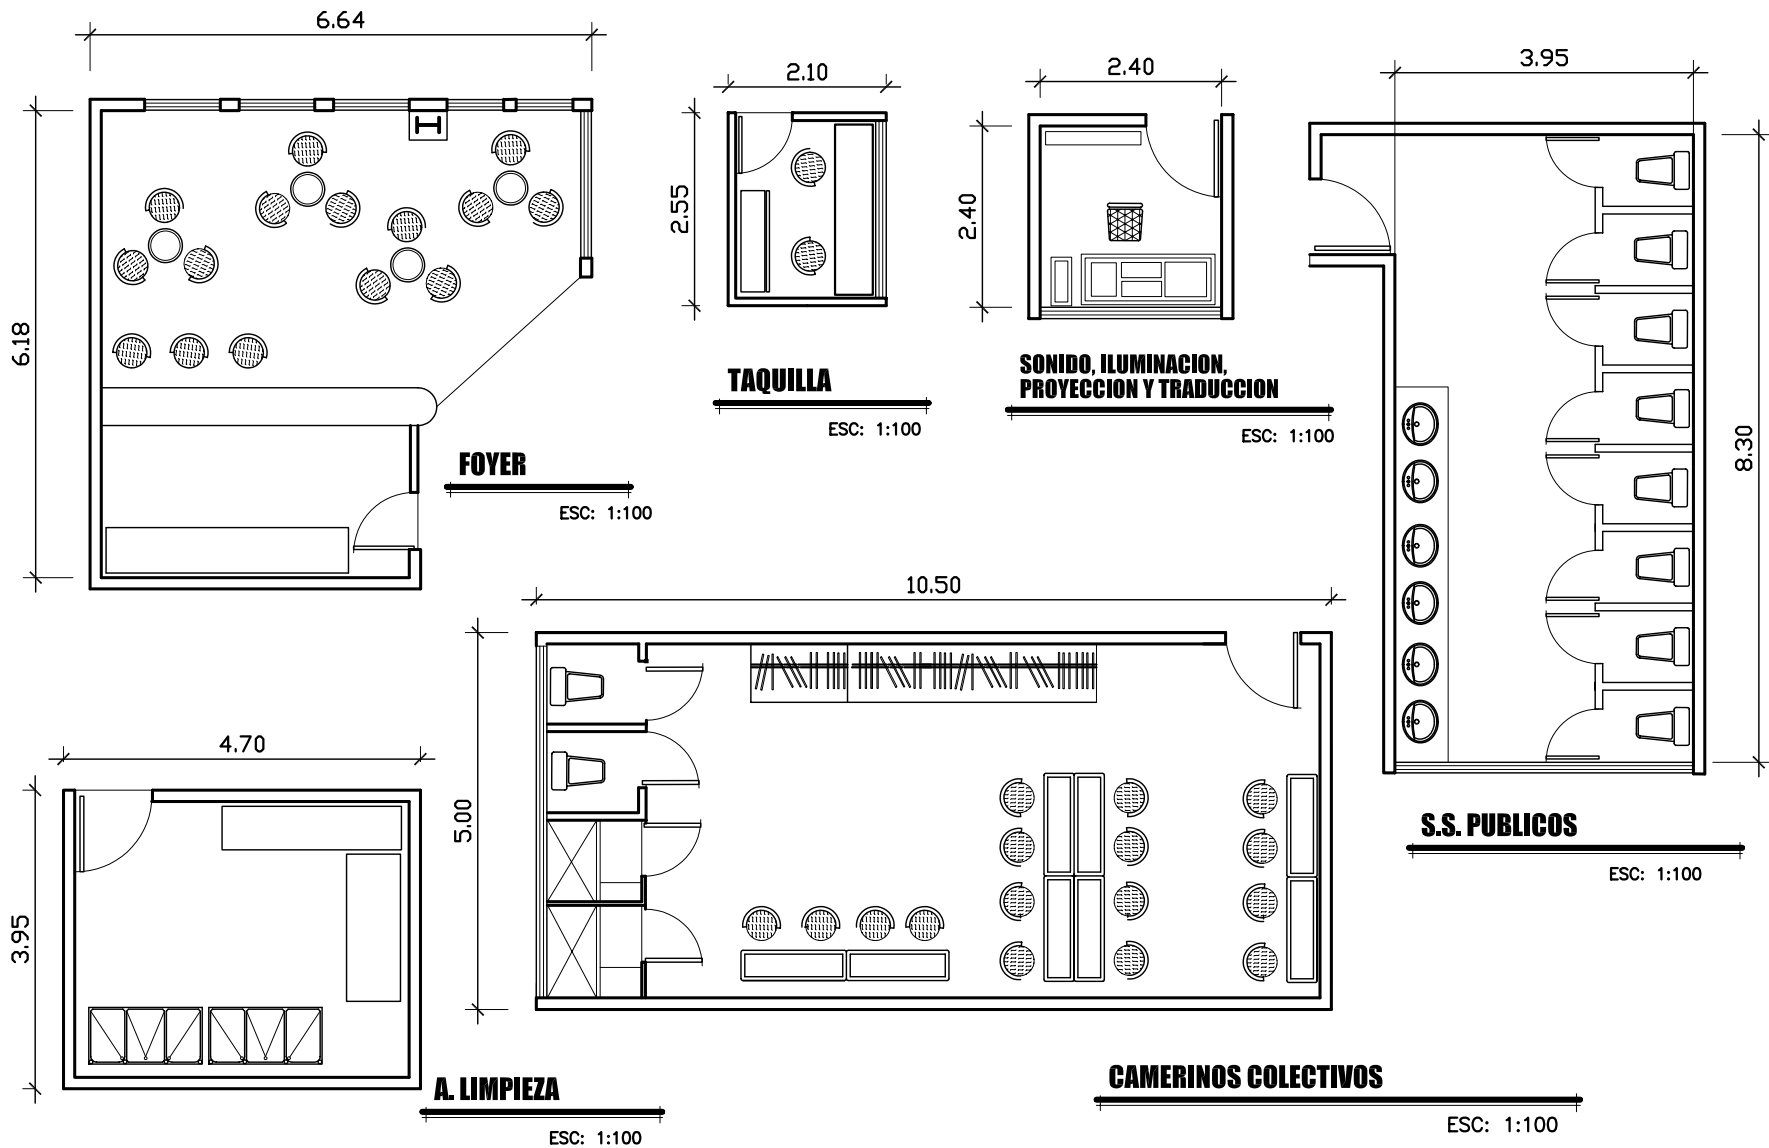 6.64
6.18
FOYER
ESC: 1:100
2.10
2.55
TAQUILLA
ESC: 1:100
2.40
2.40
SONIDO, ILUMINACION,
PROYECCION Y TRADUCCION
ESC: 1:100
3.95
8.30
S.S. PUBLICOS
ESC: 1:100
4.70
3.95
A. LIMPIEZA
ESC: 1:100
10.50
5.00
CAMERINOS COLECTIVOS
ESC: 1:100